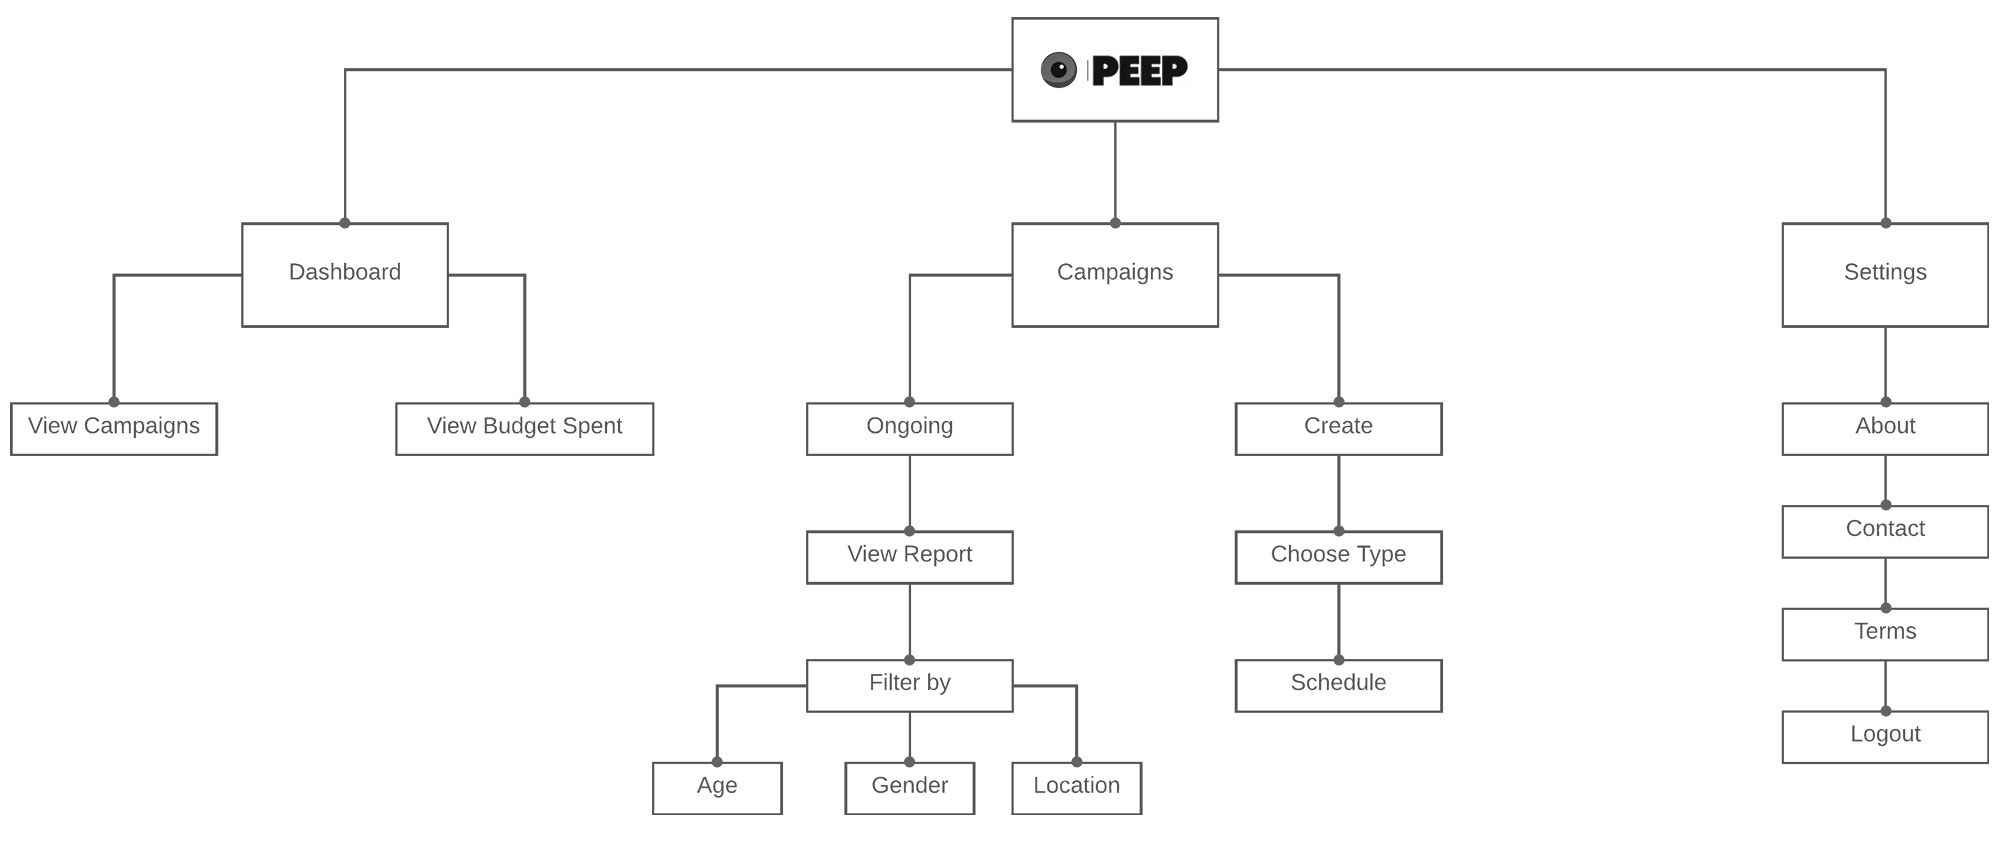 PEEP
Dashboard
Campaigns
Settings
View Campaigns
View Budget Spent
Ongoing
Create
About
Contact
View Report
Choose Type
Terms
Filter by
Schedule
Logout
Age
Gender
Location